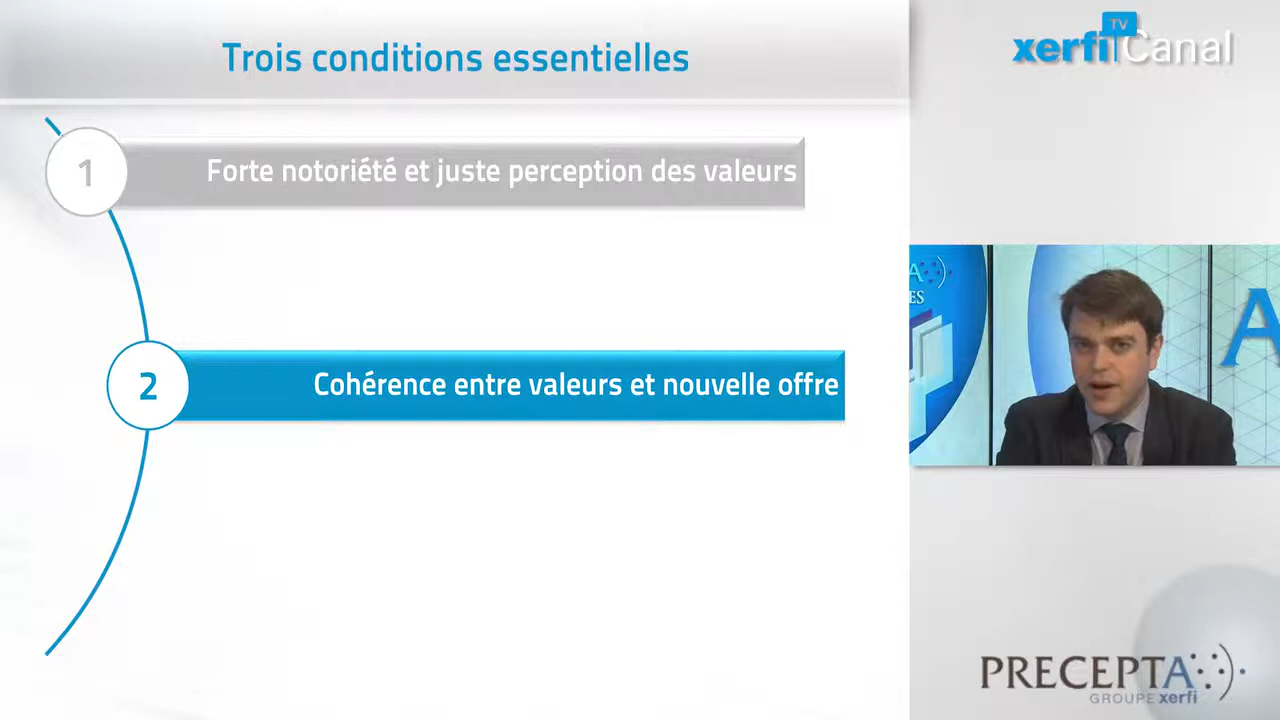 Trois conditions essentielles
TV
xerfi Canal
1
Forte notoriété et juste perception des valeurs
2
Cohérence entre valeurs et nouvelle offre
A
ES
A
PRECEPTA
GROUPE xerfi